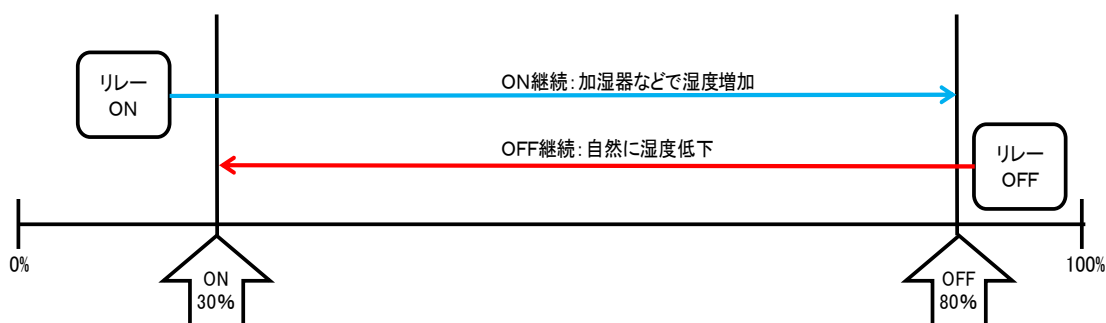 リレー
ON
ON継続：加湿器などで湿度増加
OFF継続：自然に湿度低下
リレー
OFF
0%
100%
ON
30%
OFF
80%